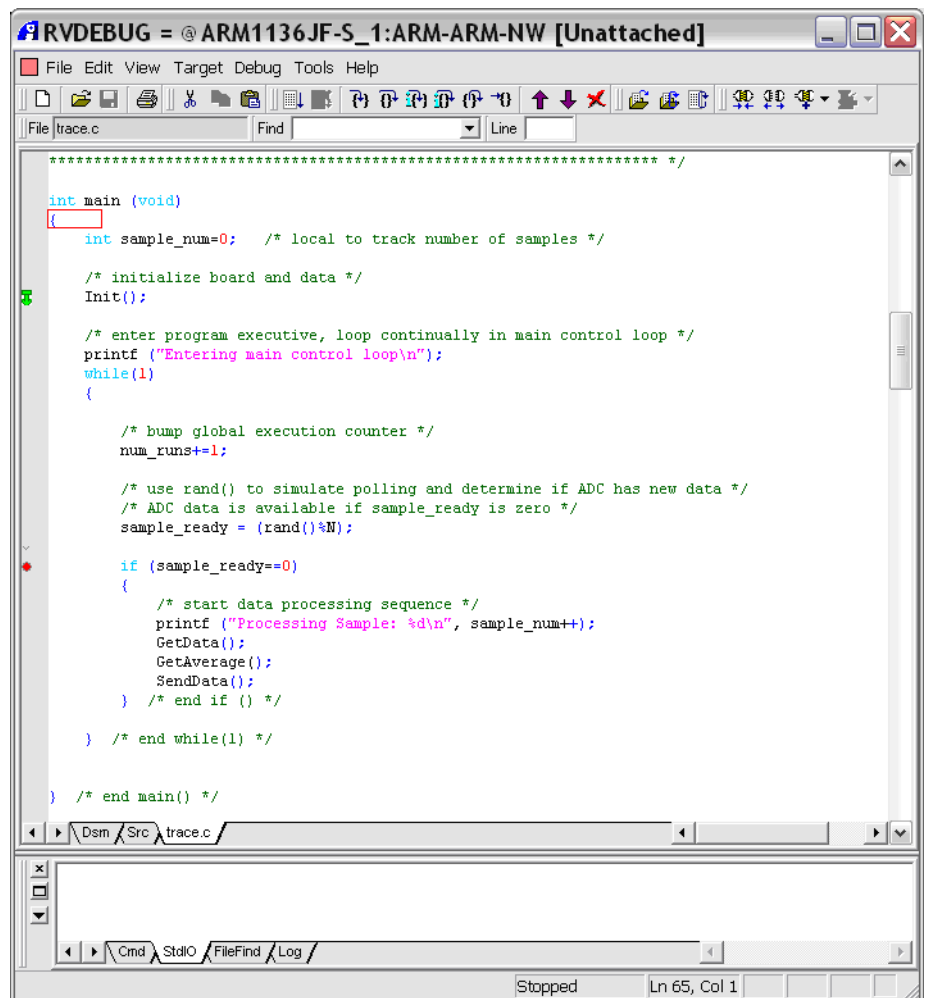 RVDEBUG = @ARM1136JF-S_1:ARM-ARM-NW [Unattached]
File Edit View Target Debug Tools Help
File trace.c Find Line
********************************************************************** */
int main (void)
{
int sample_num=0; /* local to track number of samples */
/* initialize board and data */
Init();
/* enter program executive, loop continually in main control loop */
printf ("Entering main control loop\n");
while(1)
{
/* bump global execution counter */
num_runs+=1;
/* use rand() to simulate polling and determine if ADC has new data */
/* ADC data is available if sample_ready is zero */
sample_ready = (rand()%N);
if (sample_ready==0)
{
/* start data processing sequence */
printf ("Processing Sample: %d\n", sample_num++);
GetData();
GetAverage();
SendData();
} /* end if () */
} /* end while(1) */
} /* end main() */
Dsm Src trace.c
Cmd StdIO FileFind Log
Stopped Ln 65, Col 1